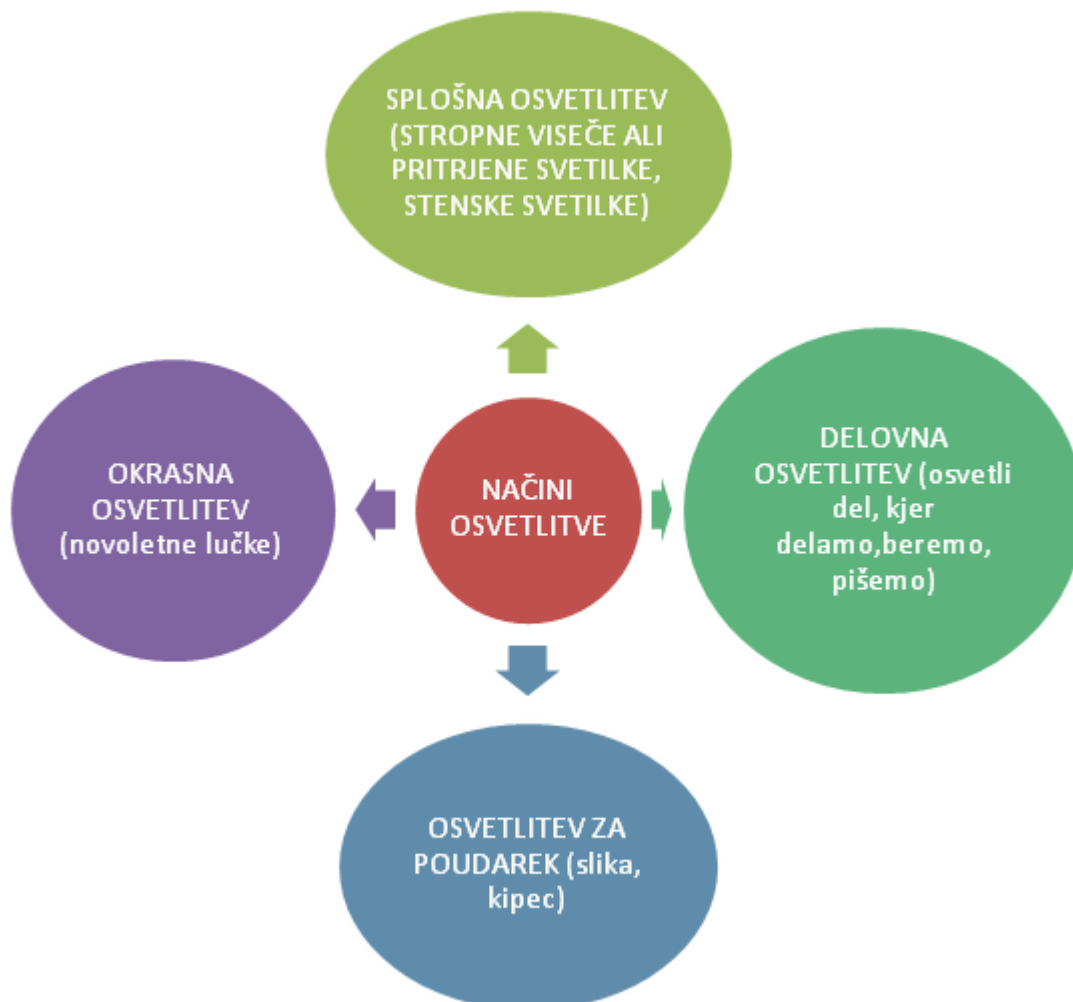 SPLOŠNA OSVETLITEV
(STROPNE VISEČE ALI
PRITRJENE SVETILKE,
STENSKE SVETILKE)
OKRASNA
OSVETLITEV
(novoletne lučke)
NAČINI
OSVETLITVE
DELOVNA
OSVETLITEV (osvetli
del, kjer
delamo,beremo,
pišemo)
OSVETLITEV ZA
POUDAREK (slika,
kipec)